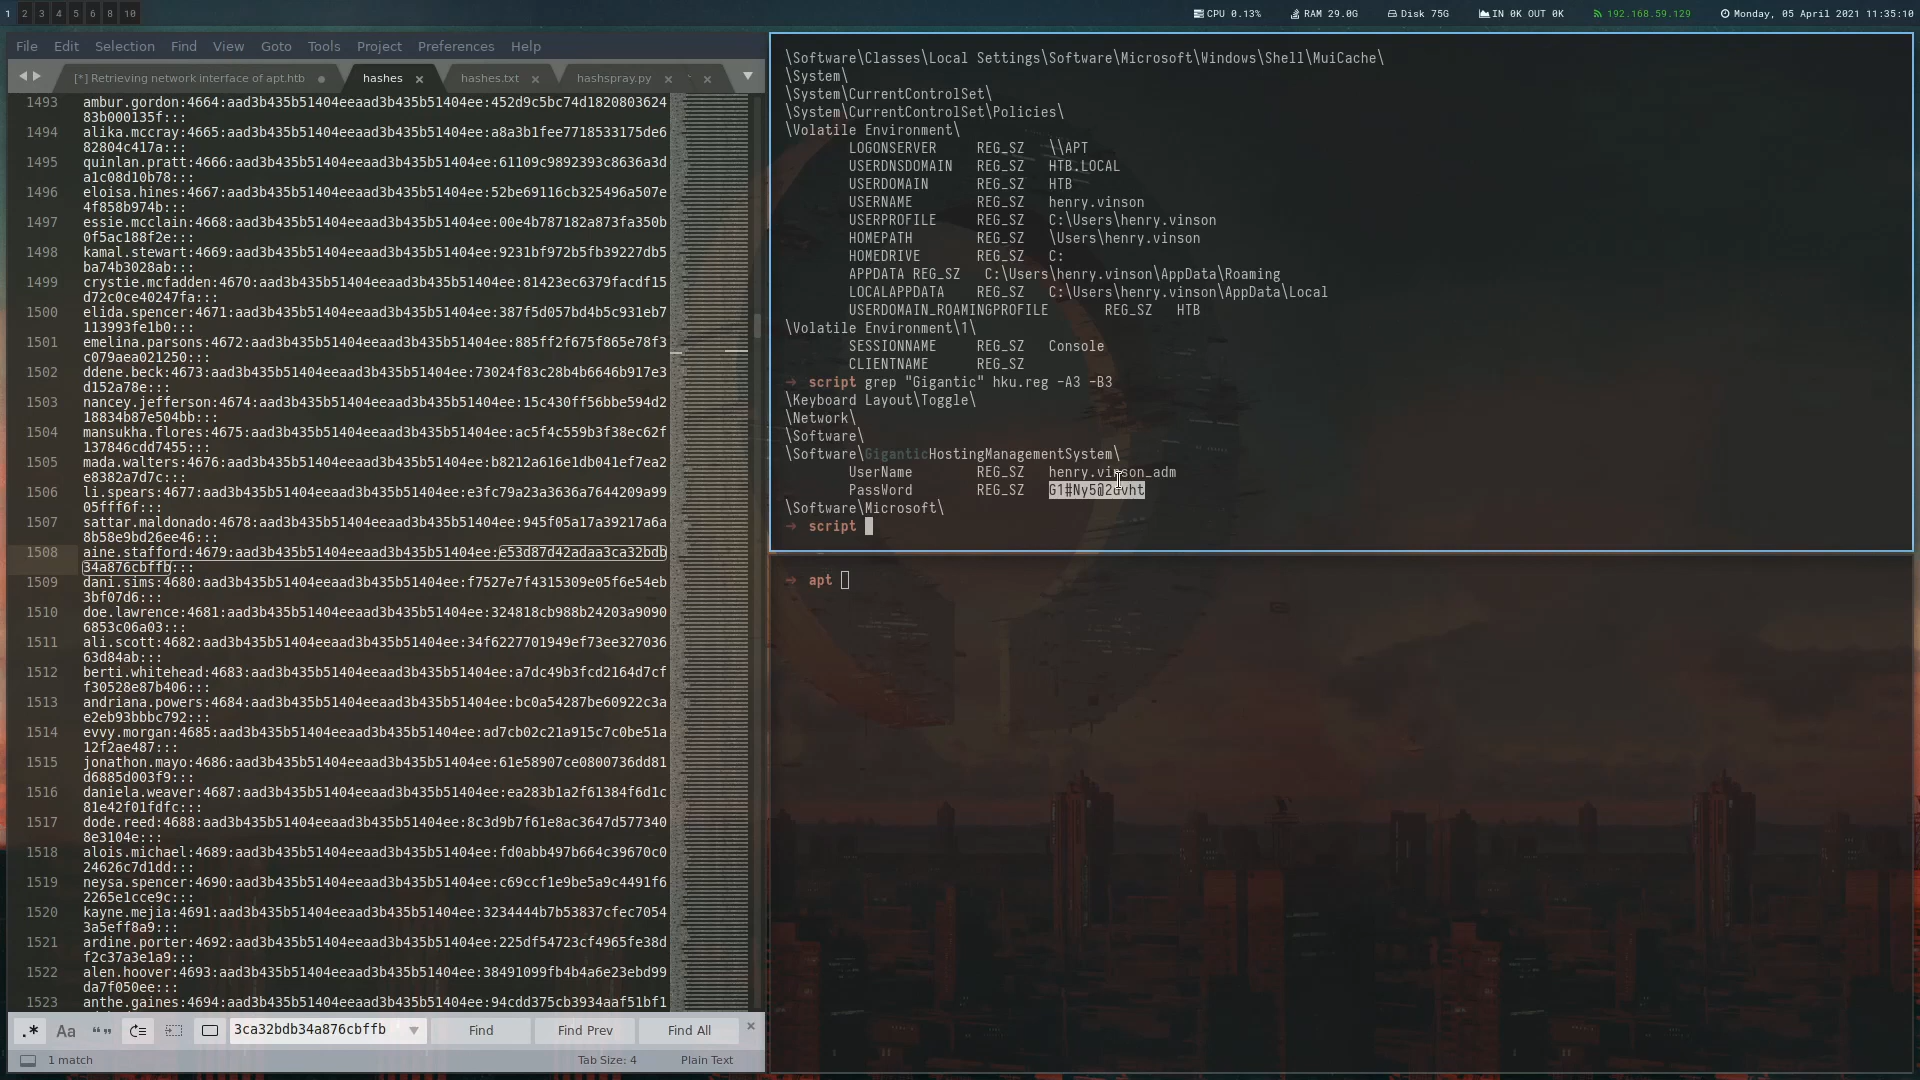 1 2 3 4 5 6 8 10
CPU 0.13% RAM 29.0G Disk 75G IN 0K OUT 0K 192.168.59.129 Monday, 05 April 2021 11:35:10
File Edit Selection Find View Goto Tools Project Preferences Help
[*] Retrieving network interface of apt.htb hashes hashes.txt hashspray.py
1493 ambur.gordon:4664:aad3b435b51404eeaad3b435b51404ee:452d9c5bc74d1820803624
83b000135f:::
1494 alika.mccray:4665:aad3b435b51404eeaad3b435b51404ee:a8a3b1fee7718533175de6
82804c417a:::
1495 quinlan.pratt:4666:aad3b435b51404eeaad3b435b51404ee:61109c9892393c8636a3d
a1c08d10b78:::
1496 eloisa.hines:4667:aad3b435b51404eeaad3b435b51404ee:52be69116cb325496a507e
4f858b974b:::
1497 essie.mcclain:4668:aad3b435b51404eeaad3b435b51404ee:00e4b787182a873fa350b
0f5ac188f2e:::
1498 kamal.stewart:4669:aad3b435b51404eeaad3b435b51404ee:9231bf972b5fb39227db5
ba74b3028ab:::
1499 crystie.mcfadden:4670:aad3b435b51404eeaad3b435b51404ee:81423ec6379facdf15
d72c0ce40247fa:::
1500 elida.spencer:4671:aad3b435b51404eeaad3b435b51404ee:387f5d057bd4b5c931eb7
113993fe1b0:::
1501 emelina.parsons:4672:aad3b435b51404eeaad3b435b51404ee:885ff2f675f865e78f3
c079aea021250:::
1502 ddene.beck:4673:aad3b435b51404eeaad3b435b51404ee:73024f83c28b4b6646b917e3
d152a78e:::
1503 nancy.jefferson:4674:aad3b435b51404eeaad3b435b51404ee:15c430ff56bbe594d2
18834b87e504bb:::
1504 mansukha.flores:4675:aad3b435b51404eeaad3b435b51404ee:ac5f4c559b3f38ec62f
137846cdd7455:::
1505 mada.walters:4676:aad3b435b51404eeaad3b435b51404ee:b8212a616e1db041ef7ea2
e8382a7d7c:::
1506 li.spears:4677:aad3b435b51404eeaad3b435b51404ee:e3fc79a23a3636a7644209a99
05fff6f:::
1507 sattar.maldonado:4678:aad3b435b51404eeaad3b435b51404ee:945f05a17a39217a6a
8b58e9bd26ee46:::
1508 aine.stafford:4679:aad3b435b51404eeaad3b435b51404ee:e53d87d42adaa3ca32bdb
34a876cbffb:::
1509 dani.sims:4680:aad3b435b51404eeaad3b435b51404ee:f7527e7f4315309e05f6e54eb
3bf07d6:::
1510 doe.lawrence:4681:aad3b435b51404eeaad3b435b51404ee:324818cb988b24203a9090
6853c06a03:::
1511 ali.scott:4682:aad3b435b51404eeaad3b435b51404ee:34f6227701949ef73ee327036
63d84ab:::
1512 berti.whitehead:4683:aad3b435b51404eeaad3b435b51404ee:a7dc49b3fcd2164d7cf
f30528e87b406:::
1513 andriana.powers:4684:aad3b435b51404eeaad3b435b51404ee:bc0a54287be60922c3a
e2eb93bbbc792:::
1514 evvy.morgan:4685:aad3b435b51404eeaad3b435b51404ee:ad7cb02c21a915c7c0be51a
12f2ae487:::
1515 jonathon.mayo:4686:aad3b435b51404eeaad3b435b51404ee:61e58907ce0800736dd81
d6885d003f9:::
1516 daniela.weaver:4687:aad3b435b51404eeaad3b435b51404ee:ea283b1a2f61384f6d1c
81e42f01fdfc:::
1517 dode.reed:4688:aad3b435b51404eeaad3b435b51404ee:8c3d9b7f61e8ac3647d577340
8e3104e:::
1518 alois.michael:4689:aad3b435b51404eeaad3b435b51404ee:fd0abb497b664c39670c0
24626c7d1dd:::
1519 neysa.spencer:4690:aad3b435b51404eeaad3b435b51404ee:c69ccf1e9be5a9c4491f6
2265e1cce9c:::
1520 kayne.mejia:4691:aad3b435b51404eeaad3b435b51404ee:3234444b7b53837cfec7054
3a5eff8a9:::
1521 ardine.porter:4692:aad3b435b51404eeaad3b435b51404ee:225df54723cf4965fe38d
f2c37a3e1a9:::
1522 alen.hoover:4693:aad3b435b51404eeaad3b435b51404ee:38491099fb4b4a6e23ebd99
da7f050ee:::
1523 anthe.gaines:4694:aad3b435b51404eeaad3b435b51404ee:94cdd375cb3934aaf51bf1
.* Aa “” 3ca32bdb34a876cbffb Find Find Prev Find All
1 match Tab Size: 4 Plain Text
\Software\Classes\Local Settings\Software\Microsoft\Windows\Shell\MuiCache\
\System\
\System\CurrentControlSet\
\System\CurrentControlSet\Policies\
\Volatile Environment\
LOGONSERVER REG_SZ \\APT
USERDNSDOMAIN REG_SZ HTB.LOCAL
USERDOMAIN REG_SZ HTB
USERNAME REG_SZ henry.vinson
USERPROFILE REG_SZ C:\Users\henry.vinson
HOMEPATH REG_SZ \Users\henry.vinson
HOMEDRIVE REG_SZ C:
APPDATA REG_SZ C:\Users\henry.vinson\AppData\Roaming
LOCALAPPDATA REG_SZ C:\Users\henry.vinson\AppData\Local
USERDOMAIN_ROAMINGPROFILE REG_SZ HTB
\Volatile Environment\1\
SESSIONNAME REG_SZ Console
CLIENTNAME REG_SZ
→ script grep "Gigantic" hku.reg -A3 -B3
\Keyboard Layout\Toggle\
\Network\
\Software\
\Software\GiganticHostingManagementSystem\
UserName REG_SZ henry.vinson_adm
PassWord REG_SZ G1#Ny5@2dvht
\Software\Microsoft\
→ script
→ apt